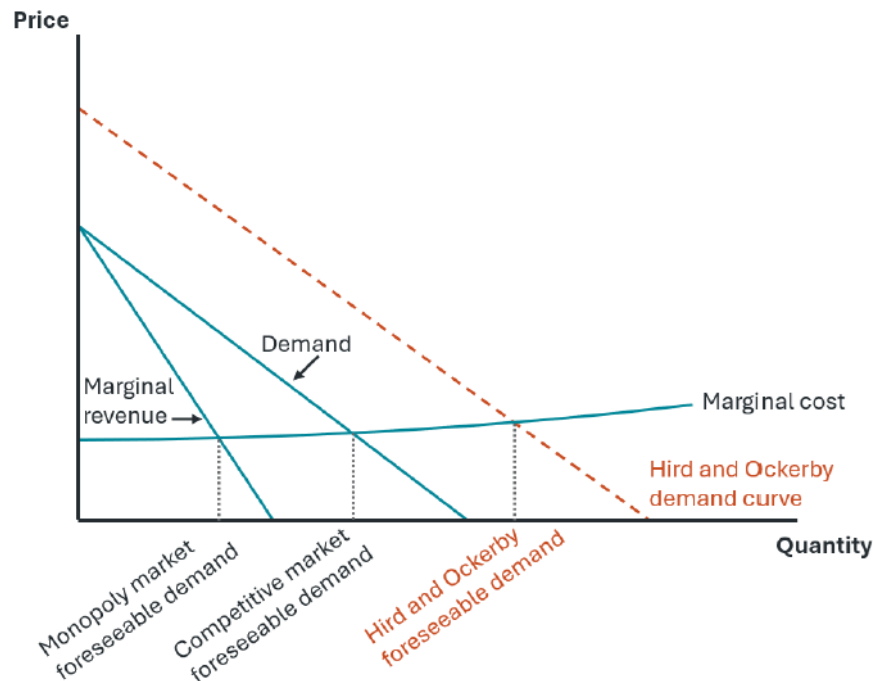 Price
Demand
Marginal
revenue
Marginal cost
Hird and Ockerby
demand curve
Quantity
Monopoly market
foreseeable demand
Competitive market
foreseeable demand
Hird and Ockerby
foreseeable demand